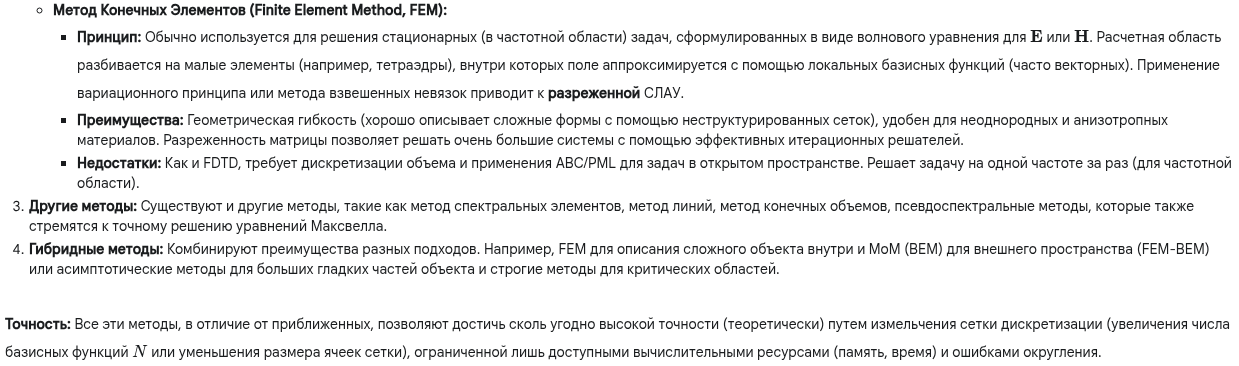 Метод Конечных Элементов (Finite Element Method, FEM):
Принцип: Обычно используется для решения стационарных (в частотной области) задач, сформулированных в виде волнового уравнения для E или H. Расчетная область
разбивается на малые элементы (например, тетраэдры), внутри которых поле аппроксимируется с помощью локальных базисных функций (часто векторных). Применение
вариационного принципа или метода взвешенных невязок приводит к разреженной СЛАУ.
Преимущества: Геометрическая гибкость (хорошо описывает сложные формы с помощью неструктурированных сеток), удобен для неоднородных и анизотропных
материалов. Разреженность матрицы позволяет решать очень большие системы с помощью эффективных итерационных решателей.
Недостатки: Как и FDTD, требует дискретизации объема и применения ABC/PML для задач в открытом пространстве. Решает задачу на одной частоте за раз (для частотной
области).
3. Другие методы: Существуют и другие методы, такие как метод спектральных элементов, метод линий, метод конечных объемов, псевдоспектральные методы, которые также
стремятся к точному решению уравнений Максвелла.
4. Гибридные методы: Комбинируют преимущества разных подходов. Например, FEM для описания сложного объекта внутри и MoM (BEM) для внешнего пространства (FEM-BEM)
или асимптотические методы для больших гладких частей объекта и строгие методы для критических областей.
Точность: Все эти методы, в отличие от приближенных, позволяют достичь сколь угодно высокой точности (теоретически) путем измельчения сетки дискретизации (увеличения числа
базисных функций N или уменьшения размера ячеек сетки), ограниченной лишь доступными вычислительными ресурсами (память, время) и ошибками округления.